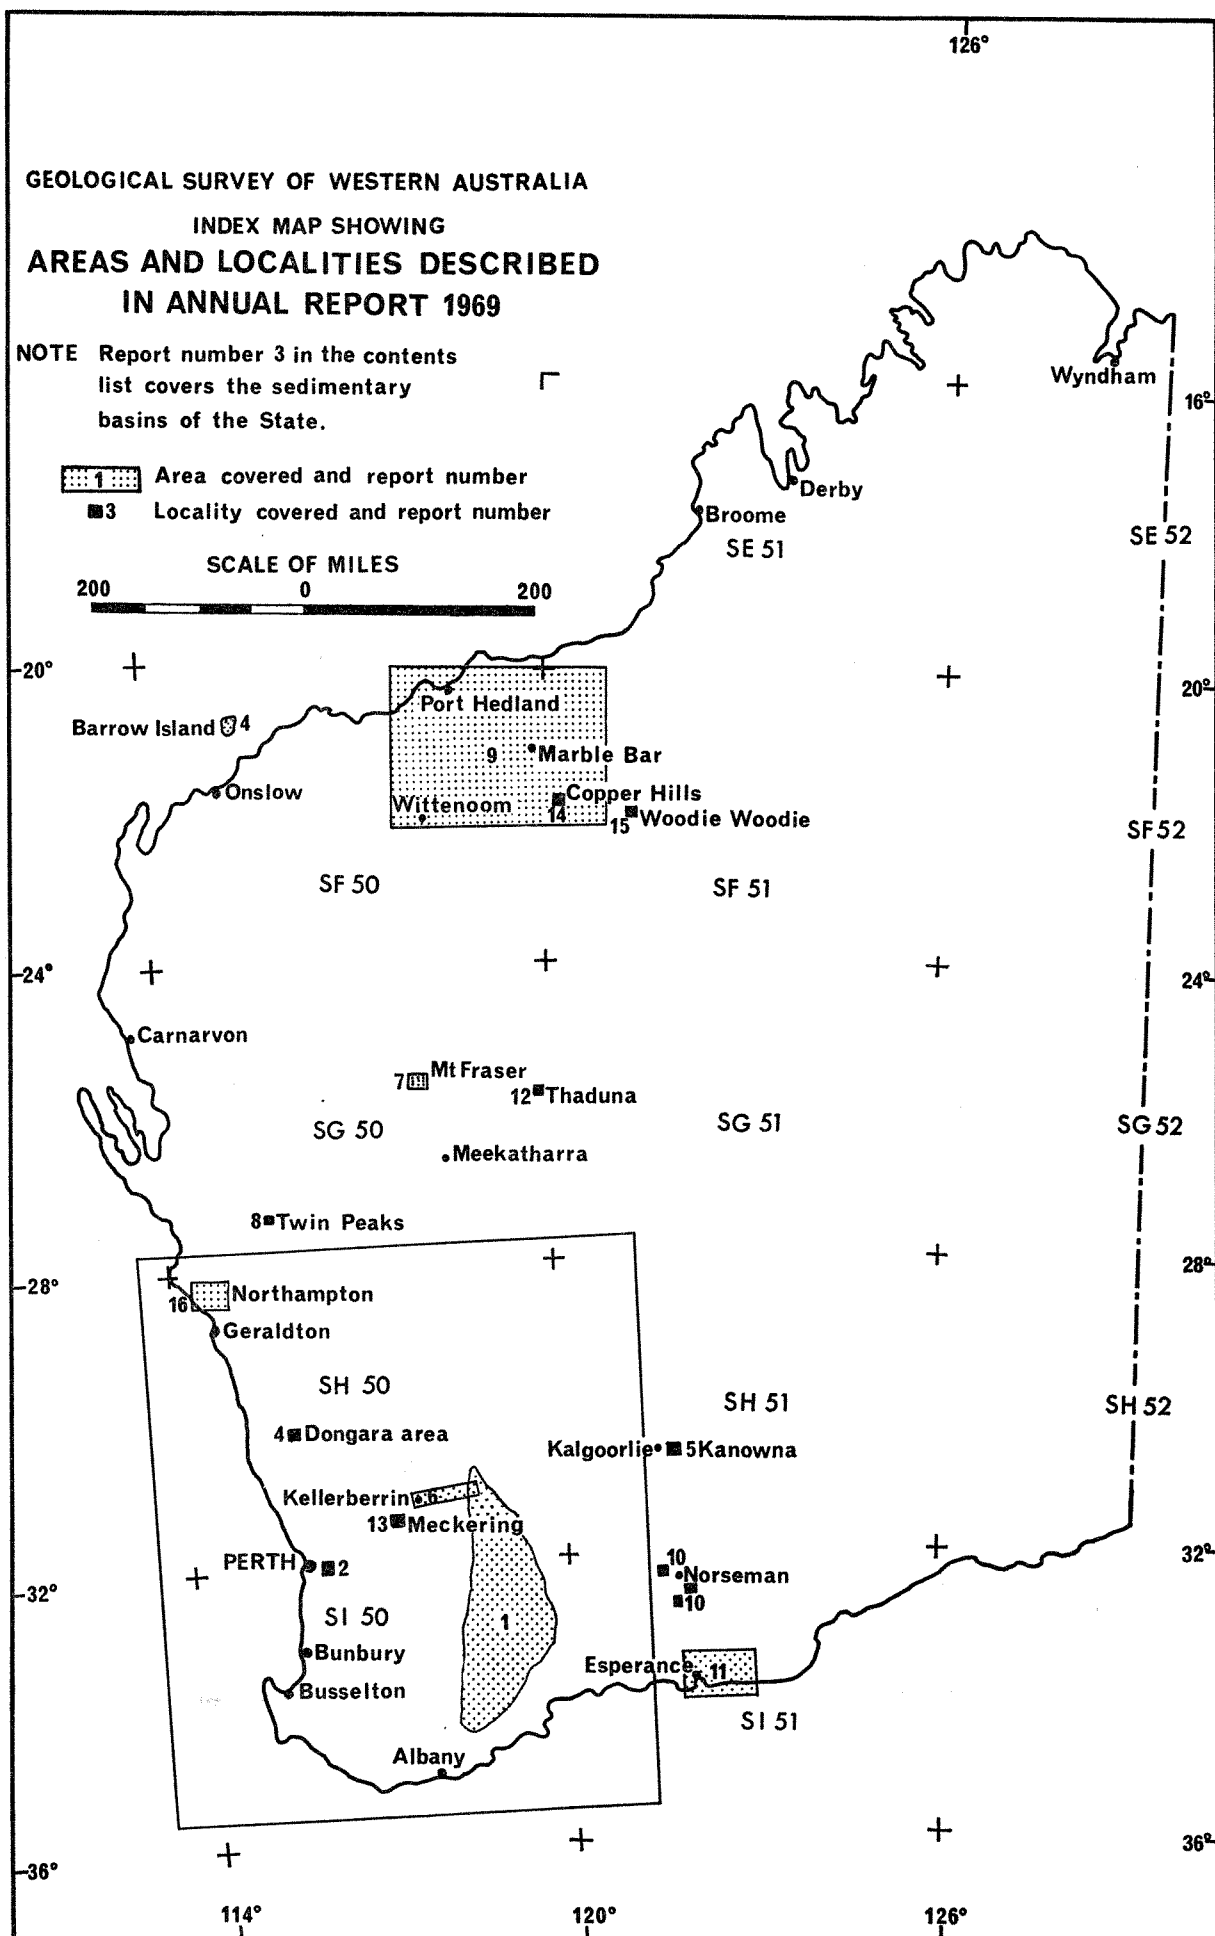 126°
GEOLOGICAL SURVEY OF WESTERN AUSTRALIA
INDEX MAP SHOWING
AREAS AND LOCALITIES DESCRIBED
IN ANNUAL REPORT 1969
NOTE Report number 3 in the contents
list covers the sedimentary
basins of the State.
1 Area covered and report number
3 Locality covered and report number
SCALE OF MILES
200 0 200
Wyndham
16°
Derby
Broome
SE 51
SE 52
20°
20°
Port Hedland
Barrow Island 4
9 Marble Bar
Onslow
Copper Hills
Wittenoom
14
15 Woodie Woodie
SF 52
SF 50
SF 51
24°
24°
Carnarvon
7 Mt Fraser
12 Thaduna
SG 50
SG 51
SG 52
Meekatharra
8 Twin Peaks
28°
28°
16 Northampton
Geraldton
SH 50
SH 51
SH 52
4 Dongara area
Kalgoorlie 5 Kanowna
Kellerberrin 6
13 Meckering
PERTH 2
10
Norseman
10
32°
32°
SI 50
1
Bunbury
Esperance 11
Busselton
SI 51
Albany
36°
36°
114° 120° 126°